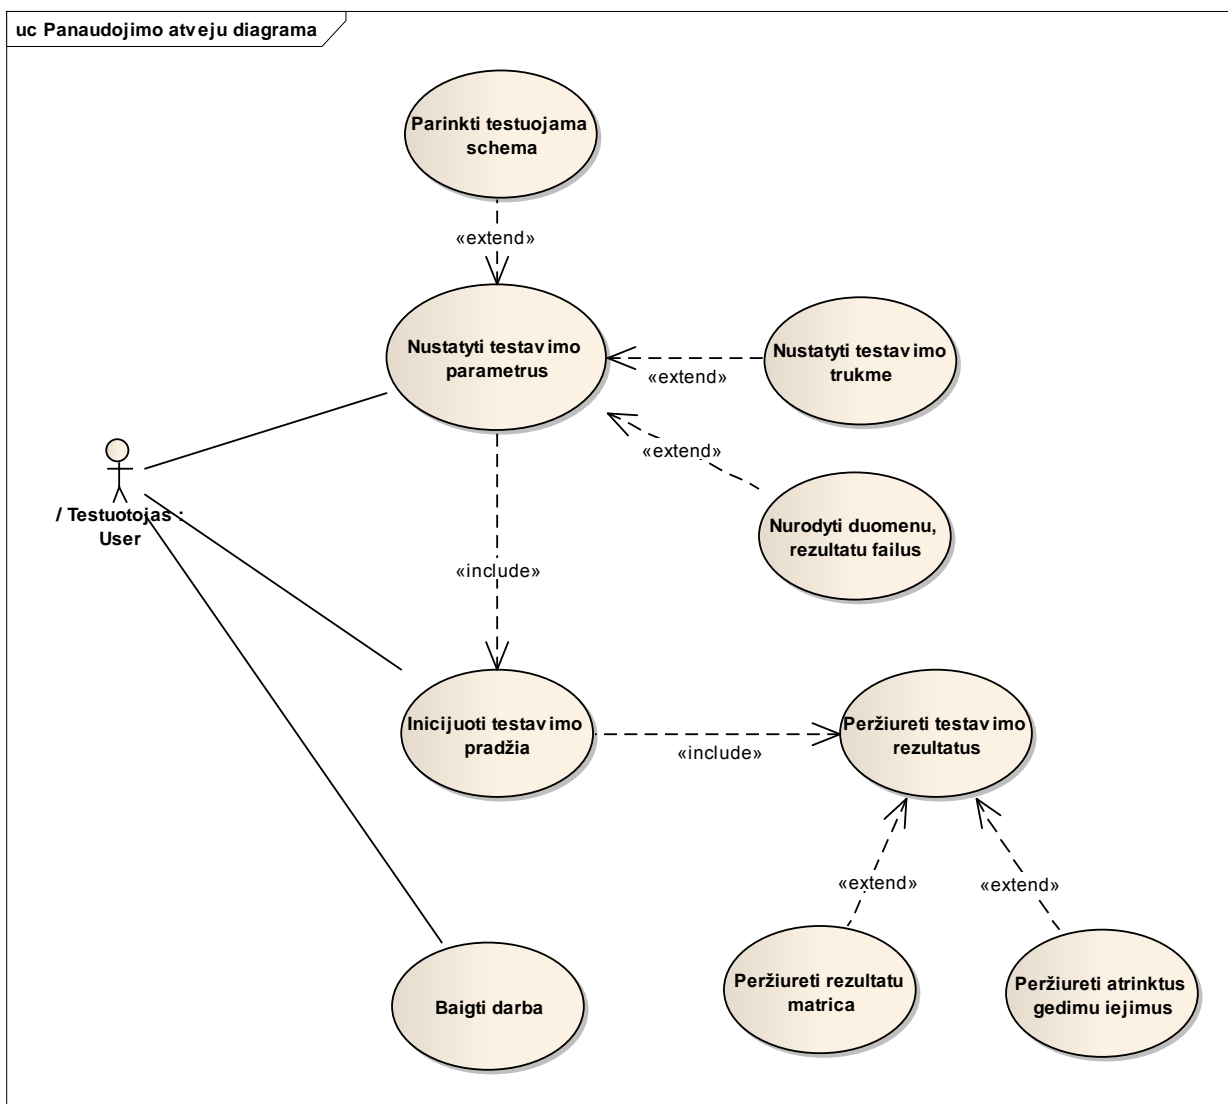 uc Panaudojimo atveju diagrama
Parinkti testuojama
schema
«extend»
Nustatyti testavimo
parametrus
Nustatyti testavimo
trukme
«extend»
«extend»
Nurodyti duomenu,
rezultatu failus
/ Testuotojas :
User
«include»
Inicijuoti testavimo
pradžia
«include»
Peržiureti testavimo
rezultatus
«extend»
«extend»
Peržiureti rezultatu
matrica
Peržiureti atrinktus
gedimu iejimus
Baigti darba